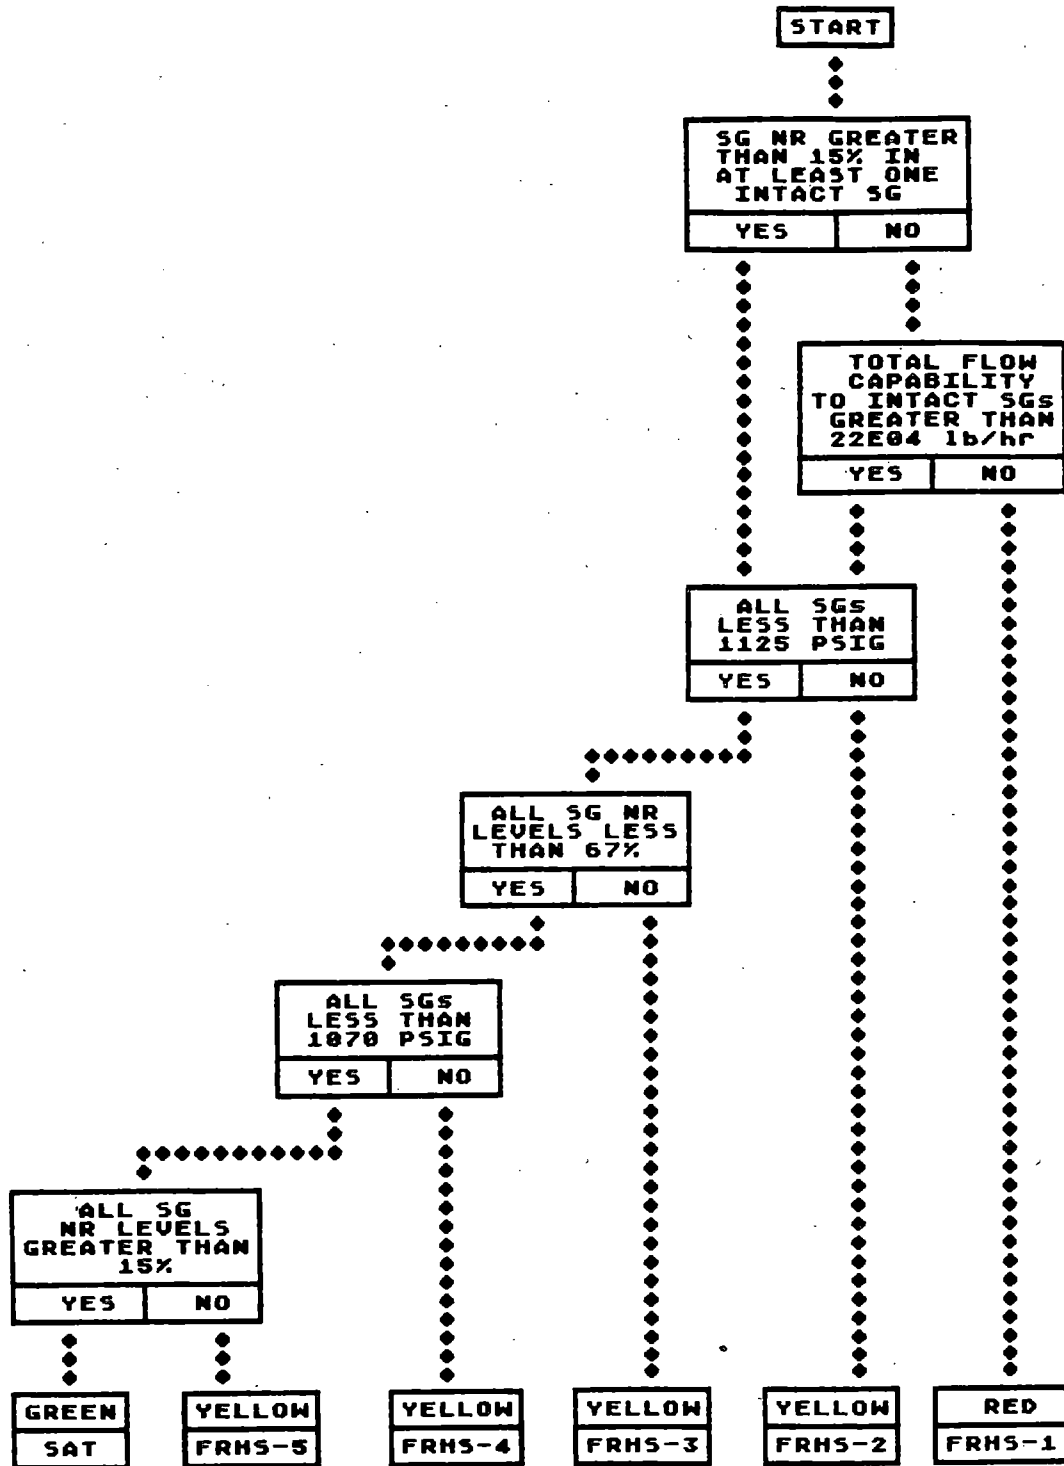 START
SG NR GREATER
THAN 15% IN
AT LEAST ONE
INTACT SG
YES NO
TOTAL FLOW
CAPABILITY
TO INTACT SGs
GREATER THAN
22E04 lb/hr
YES NO
ALL SGs
LESS THAN
1125 PSIG
YES NO
ALL SG NR
LEVELS LESS
THAN 67%
YES NO
ALL SGs
LESS THAN
1070 PSIG
YES NO
ALL SG
NR LEVELS
GREATER THAN
15%
YES NO
GREEN YELLOW YELLOW YELLOW YELLOW RED
SAT FRHS-5 FRHS-4 FRHS-3 FRHS-2 FRHS-1